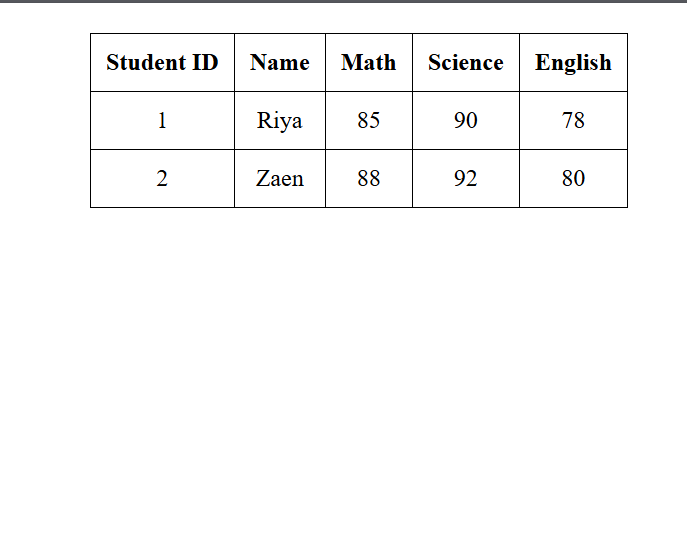 Student ID Name Math Science English
1 Riya 85 90 78
2 Zaen 88 92 80